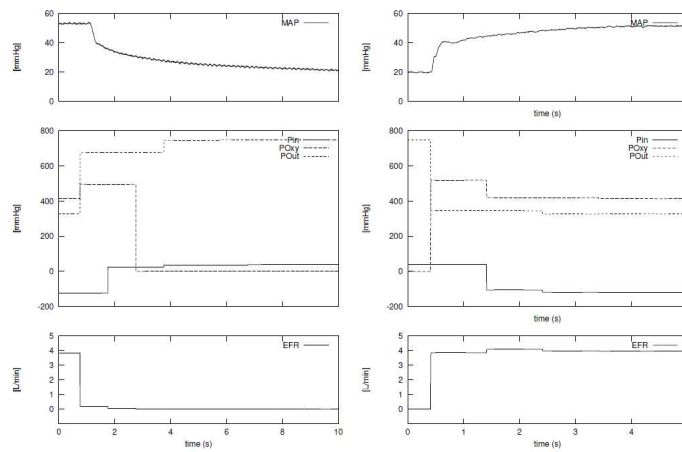 60
40
20
0
[mmHg]
MAP
60
40
20
0
[mmHg]
MAP
time (s)
800
600
400
200
0
-200
[mmHg]
Pin
POxy
POut
800
600
400
200
0
-200
[mmHg]
Pin
POxy
POut
time (s)
5
4
3
2
1
0
[L/min]
EFR
0 2 4 6 8 10
time (s)
5
4
3
2
1
0
[L/min]
EFR
0 1 2 3 4
time (s)